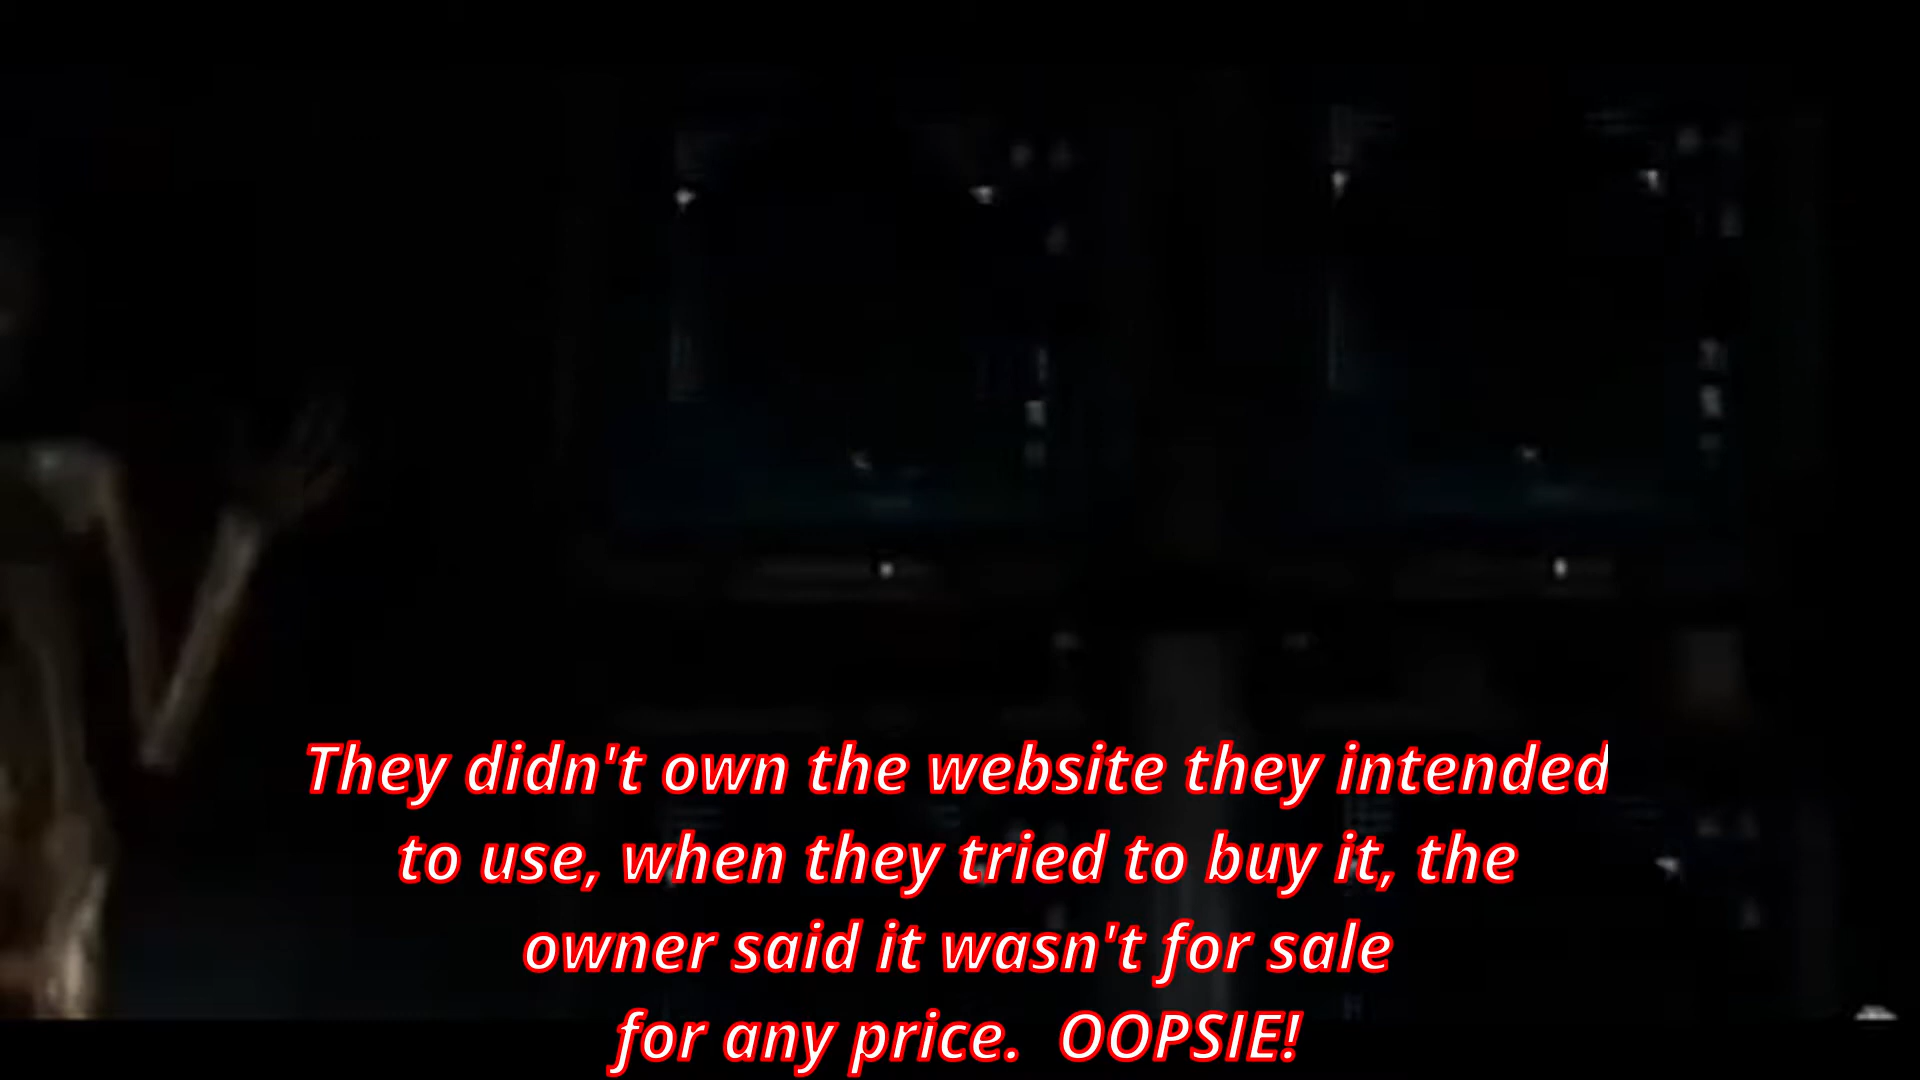 They didn't own the website they intended
to use, when they tried to buy it, the
owner said it wasn't for sale
for any price.  OOPSIE!